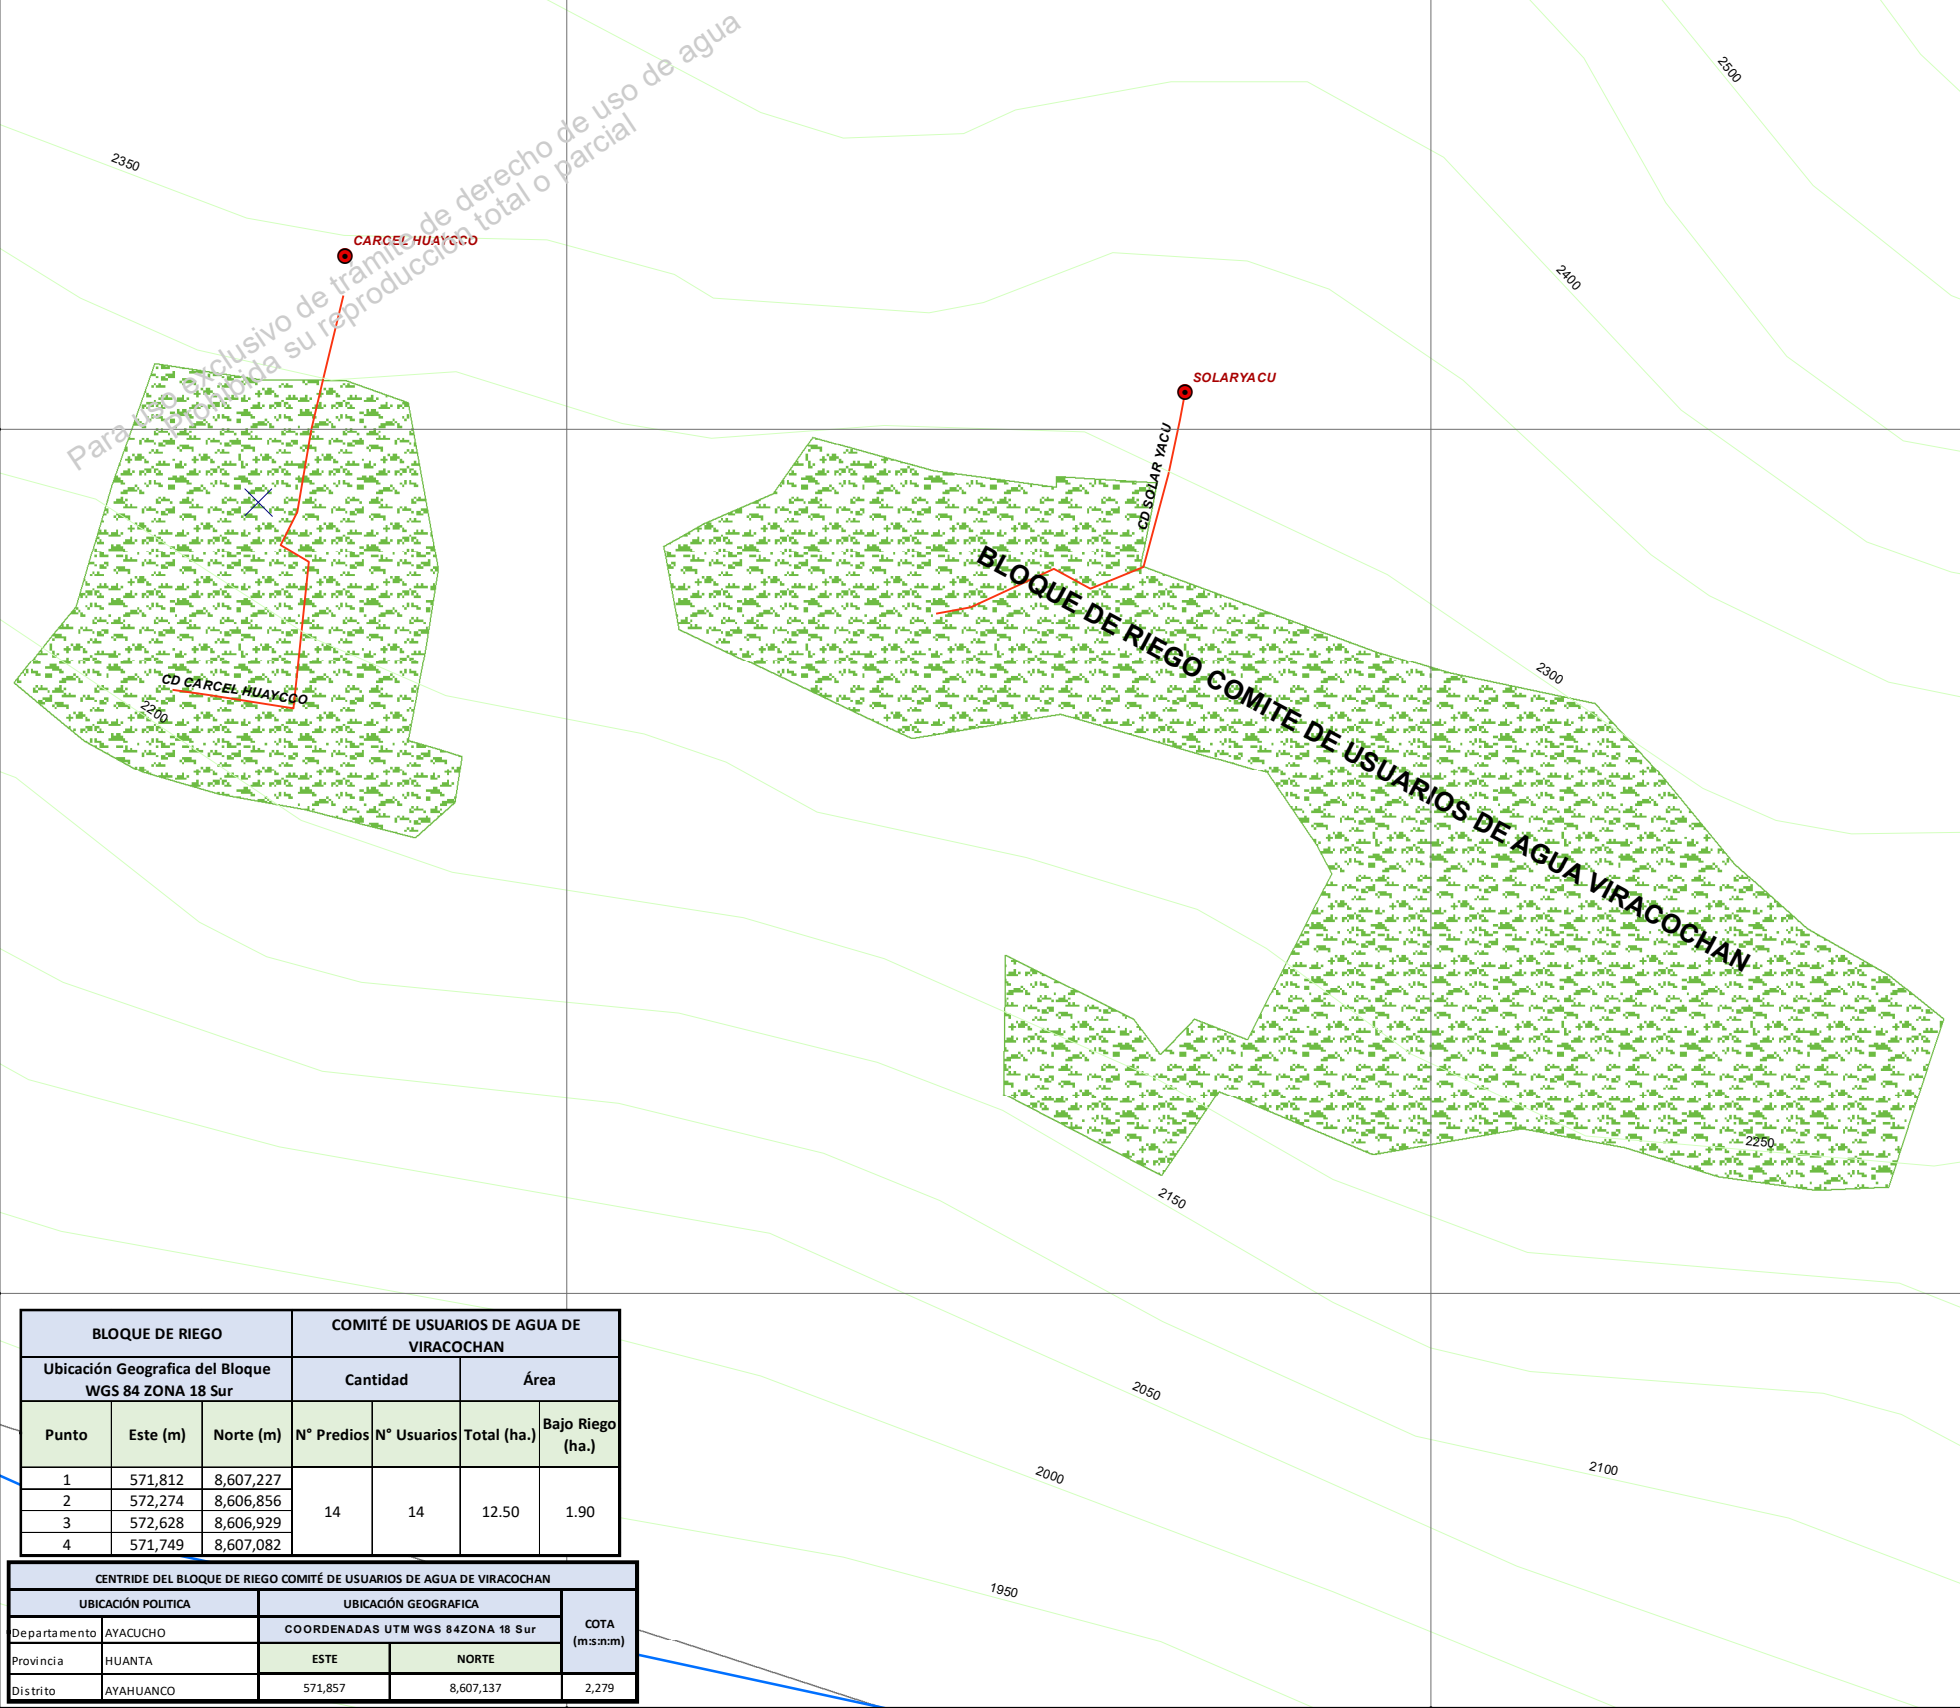 Para uso exclusivo de trámite de derecho de uso de agua
Prohibida su reproducción total o parcial
2500
2350
CARCEL HUAYCCO
2400
SOLARYACU
CD SOLAR YACU
BLOQUE DE RIEGO COMITE DE USUARIOS DE AGUA VIRACOCHAN
2300
CD CARCEL HUAYCCO
2200
2250
2150
2050
2000
2100
1950
BLOQUE DE RIEGO
COMITÉ DE USUARIOS DE AGUA DE
VIRACOCHAN
Ubicación Geografica del Bloque
WGS 84 ZONA 18 Sur
Cantidad
Área
Punto Este (m) Norte (m) N° Predios N° Usuarios Total (ha.) Bajo Riego
(ha.)
1 571,812 8,607,227
2 572,274 8,606,856
14 14 12.50 1.90
3 572,628 8,606,929
4 571,749 8,607,082
CENTRIDE DEL BLOQUE DE RIEGO COMITÉ DE USUARIOS DE AGUA DE VIRACOCHAN
UBICACIÓN POLITICA UBICACIÓN GEOGRAFICA
COTA
(m:s:n:m)
Departamento AYACUCHO COORDENADAS UTM WGS 84ZONA 18 Sur
Provincia HUANTA ESTE NORTE
Distrito AYAHUANCO 571,857 8,607,137 2,279